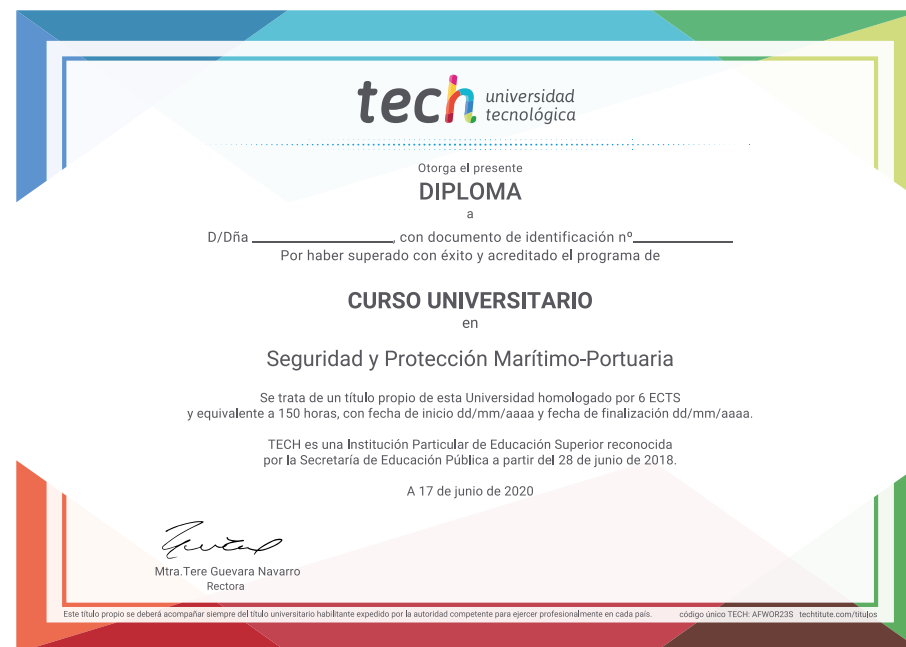 tech universidad
tecnológica
Otorga el presente
DIPLOMA
a
D/Dña ____________________, con documento de identificación nº______________
Por haber superado con éxito y acreditado el programa de
CURSO UNIVERSITARIO
en
Seguridad y Protección Marítimo-Portuaria
Se trata de un título propio de esta Universidad homologado por 6 ECTS
y equivalente a 150 horas, con fecha de inicio dd/mm/aaaa y fecha de finalización dd/mm/aaaa.
TECH es una Institución Particular de Educación Superior reconocida
por la Secretaría de Educación Pública a partir del 28 de junio de 2018.
A 17 de junio de 2020
Mtra.Tere Guevara Navarro
Rectora
Este título propio se deberá acompañar siempre del título universitario habilitante expedido por la autoridad competente para ejercer profesionalmente en cada país. código único TECH: AFWOR23S techtitute.com/titulos